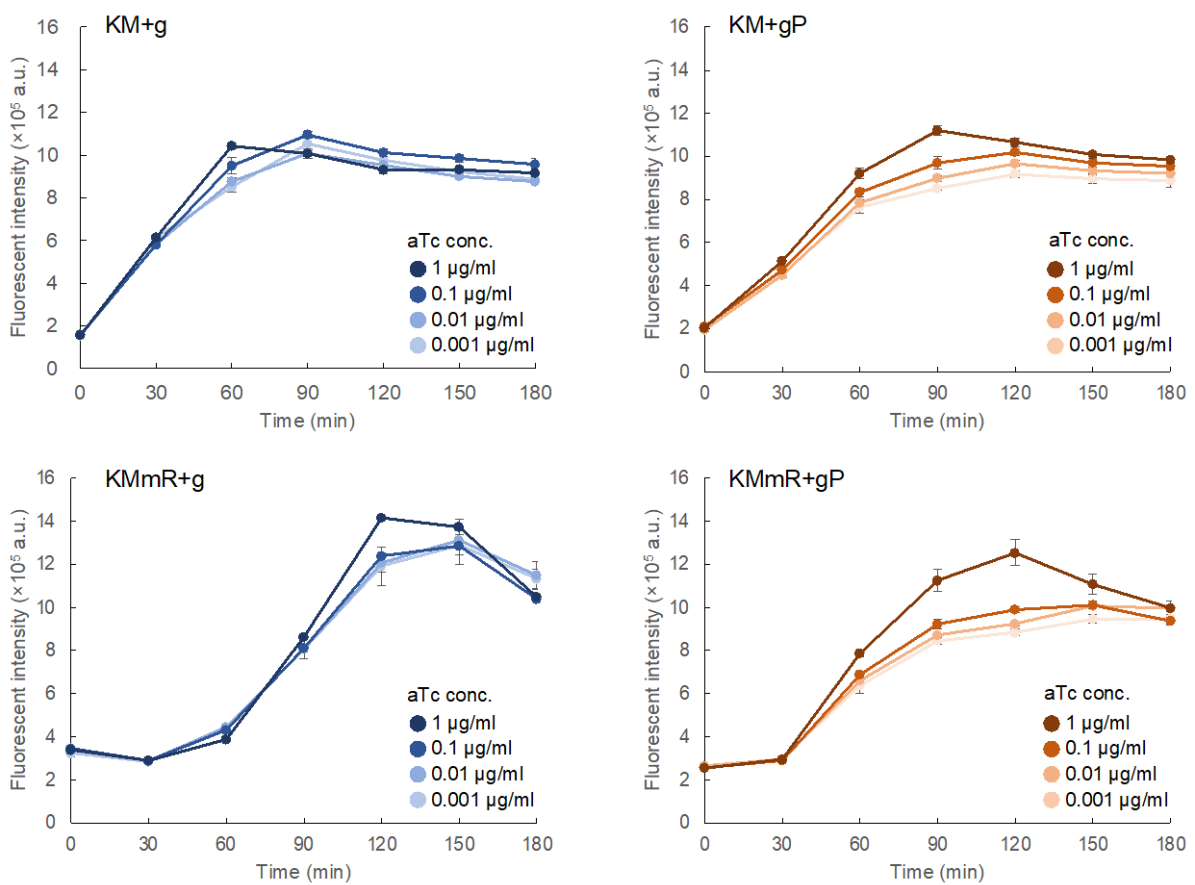 KM+g
Fluorescent intensity (×10⁵ a.u.)
16
14
12
10
8
6
4
2
0
aTc conc.
1 μg/ml
0.1 μg/ml
0.01 μg/ml
0.001 μg/ml
0 30 60 90 120 150 180
Time (min)
KM+gP
Fluorescent intensity (×10⁵ a.u.)
16
14
12
10
8
6
4
2
0
aTc conc.
1 μg/ml
0.1 μg/ml
0.01 μg/ml
0.001 μg/ml
0 30 60 90 120 150 180
Time (min)
KMmR+g
Fluorescent intensity (×10⁵ a.u.)
16
14
12
10
8
6
4
2
0
aTc conc.
1 μg/ml
0.1 μg/ml
0.01 μg/ml
0.001 μg/ml
0 30 60 90 120 150 180
Time (min)
KMmR+gP
Fluorescent intensity (×10⁵ a.u.)
16
14
12
10
8
6
4
2
0
aTc conc.
1 μg/ml
0.1 μg/ml
0.01 μg/ml
0.001 μg/ml
0 30 60 90 120 150 180
Time (min)